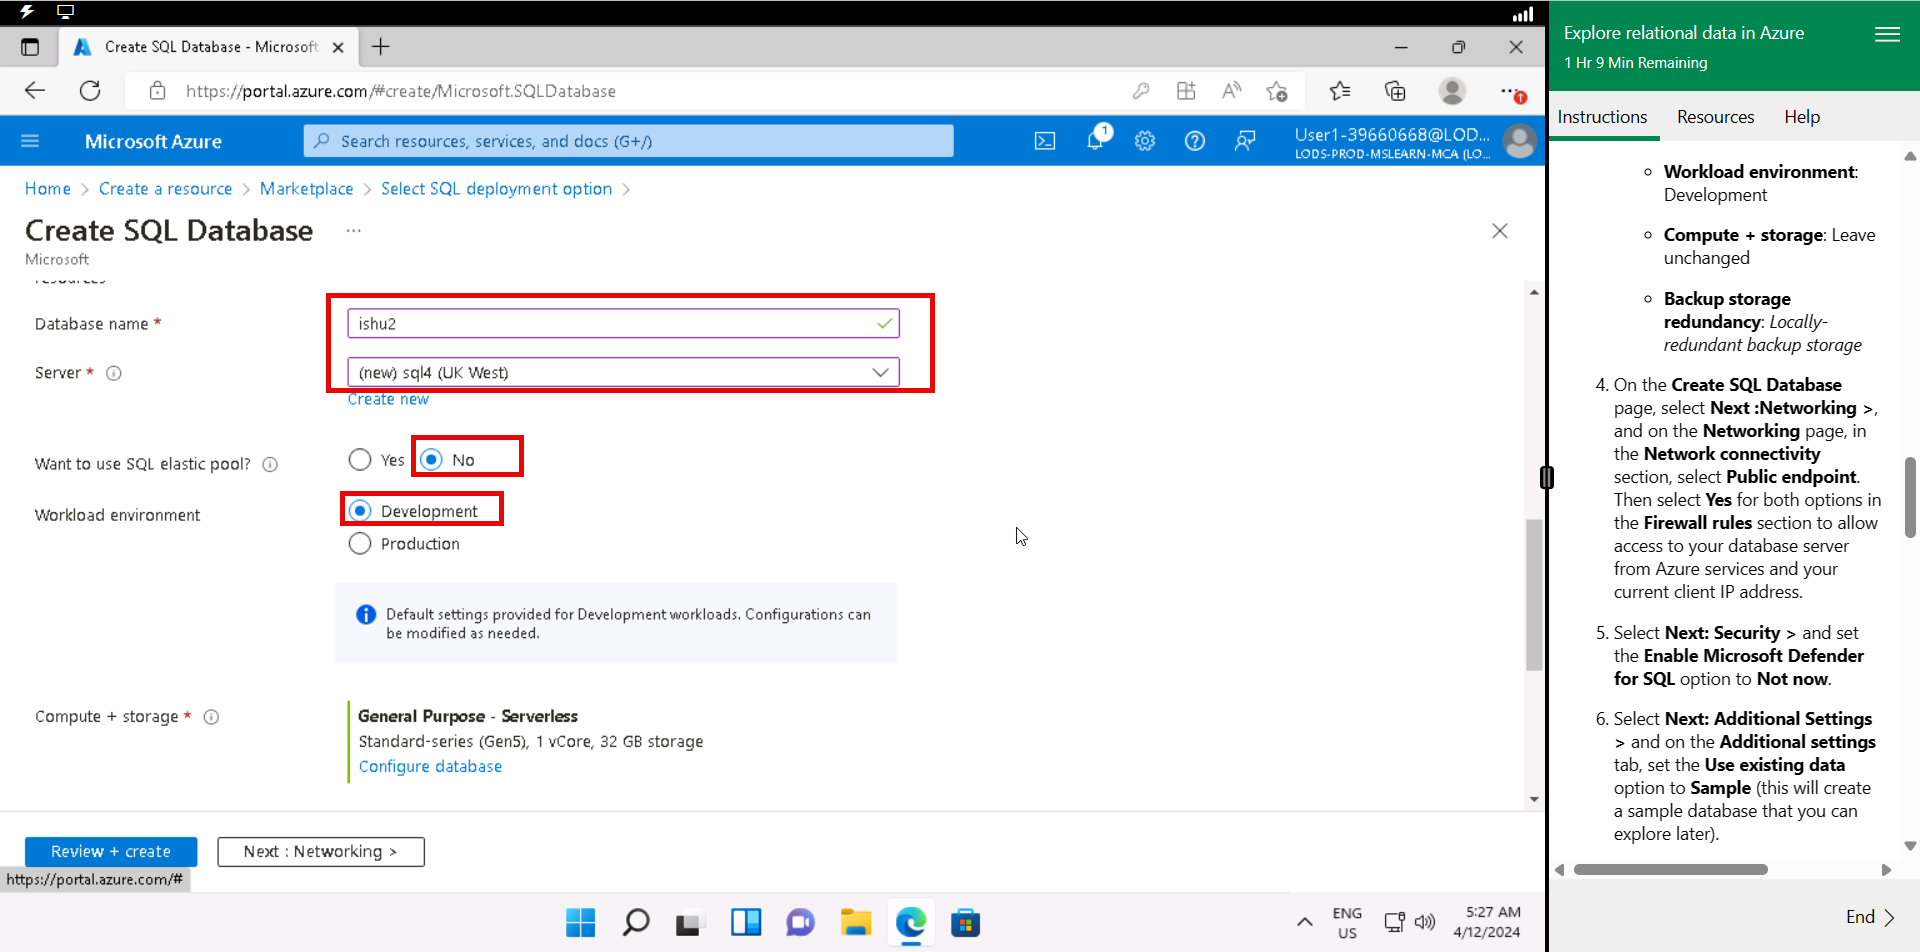 Create SQL Database - Microsoft
https://portal.azure.com/#create/Microsoft.SQLDatabase
Microsoft Azure
Search resources, services, and docs (G+/)
1
User1-39660668@LOD...
LODS-PROD-MSLEARN-MCA (LO...
Home > Create a resource > Marketplace > Select SQL deployment option >
Create SQL Database ...
Microsoft
resources
Database name *
ishu2
Server *
(new) sql4 (UK West)
Create new
Want to use SQL elastic pool?
Yes
No
Workload environment
Development
Production
Default settings provided for Development workloads. Configurations can
be modified as needed.
Compute + storage *
General Purpose - Serverless
Standard-series (Gen5), 1 vCore, 32 GB storage
Configure database
Review + create
Next : Networking >
https://portal.azure.com/#
ENG
US
5:27 AM
4/12/2024
Explore relational data in Azure
1 Hr 9 Min Remaining
Instructions
Resources
Help
Workload environment:
Development
Compute + storage: Leave
unchanged
Backup storage
redundancy: Locally-
redundant backup storage
4. On the Create SQL Database
page, select Next :Networking >,
and on the Networking page, in
the Network connectivity
section, select Public endpoint.
Then select Yes for both options in
the Firewall rules section to allow
access to your database server
from Azure services and your
current client IP address.
5. Select Next: Security > and set
the Enable Microsoft Defender
for SQL option to Not now.
6. Select Next: Additional Settings
> and on the Additional settings
tab, set the Use existing data
option to Sample (this will create
a sample database that you can
explore later).
End >